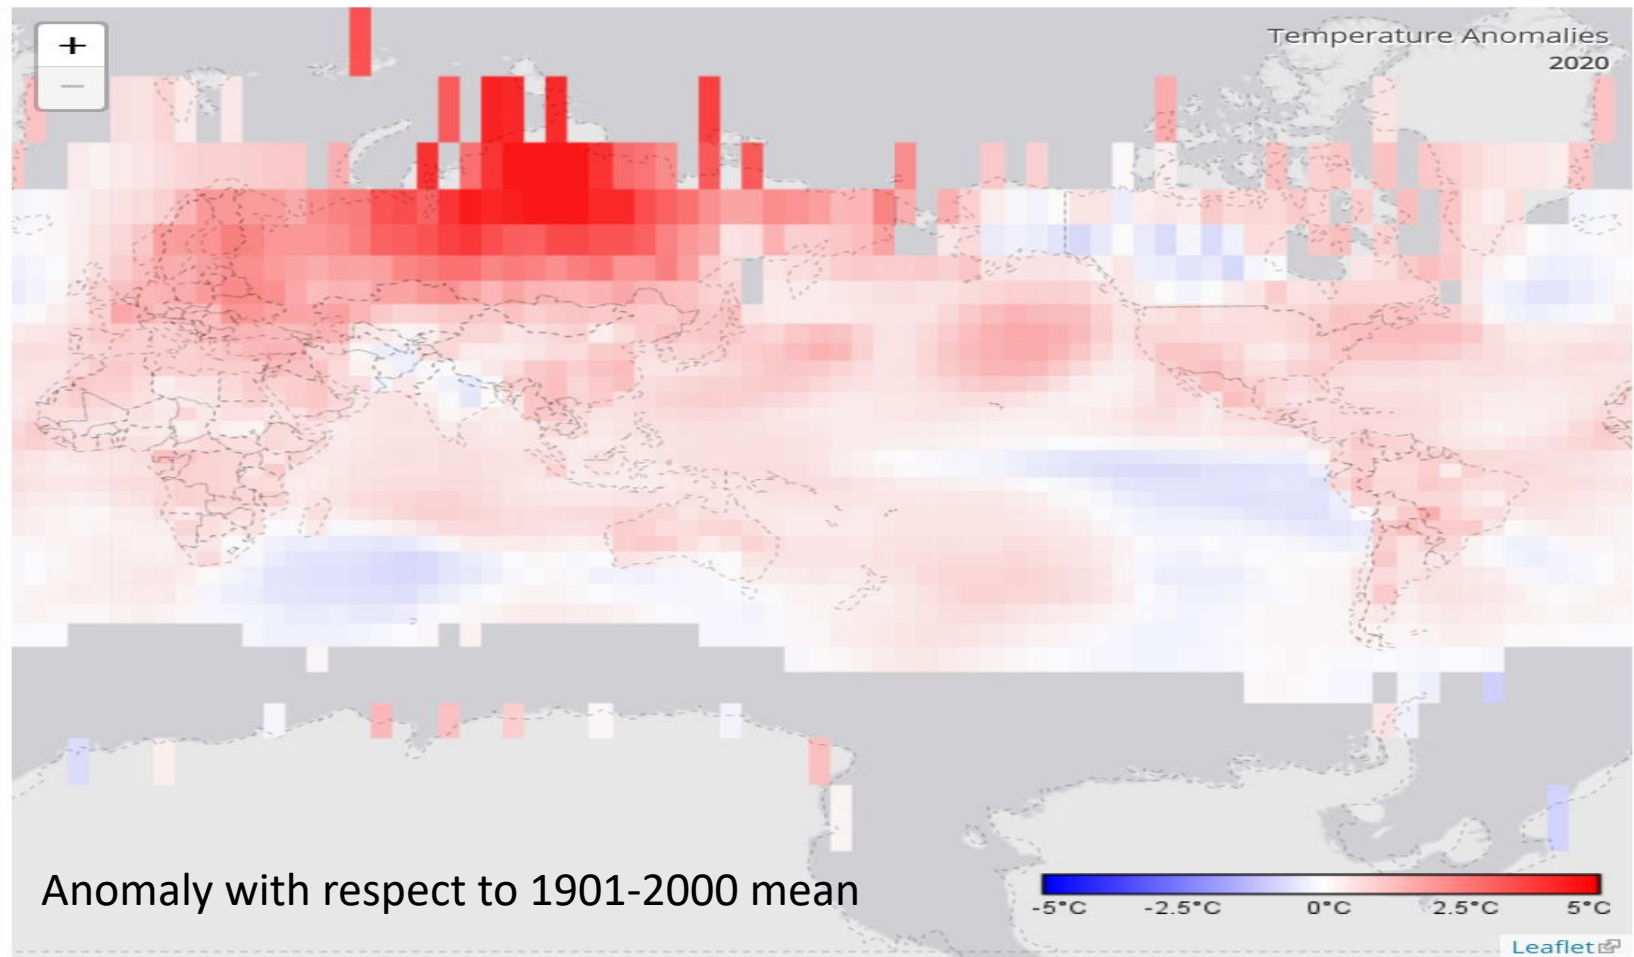 +
−
Temperature Anomalies
2020
Anomaly with respect to 1901-2000 mean
-5°C -2.5°C 0°C 2.5°C 5°C
Leaflet